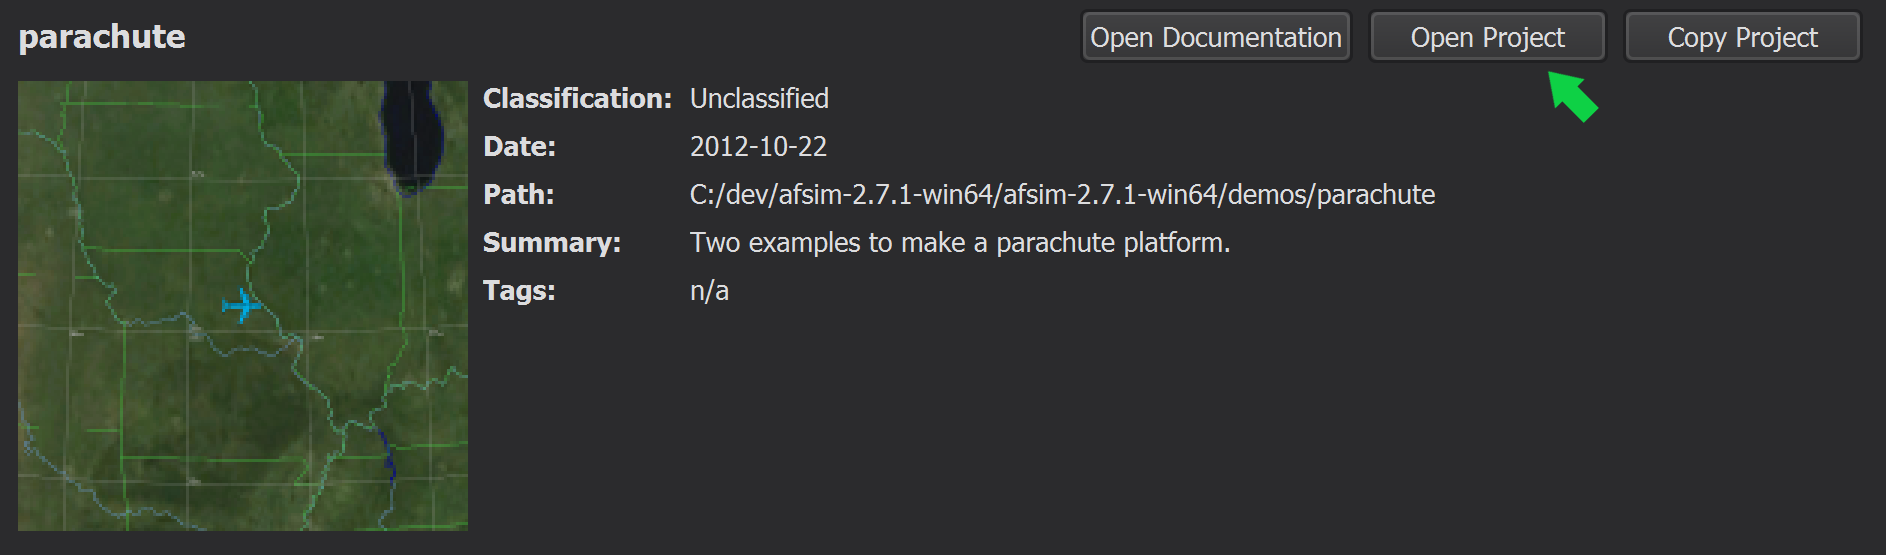 parachute
Open Documentation
Open Project
Copy Project
Classification: Unclassified
Date: 2012-10-22
Path: C:/dev/afsim-2.7.1-win64/afsim-2.7.1-win64/demos/parachute
Summary: Two examples to make a parachute platform.
Tags: n/a